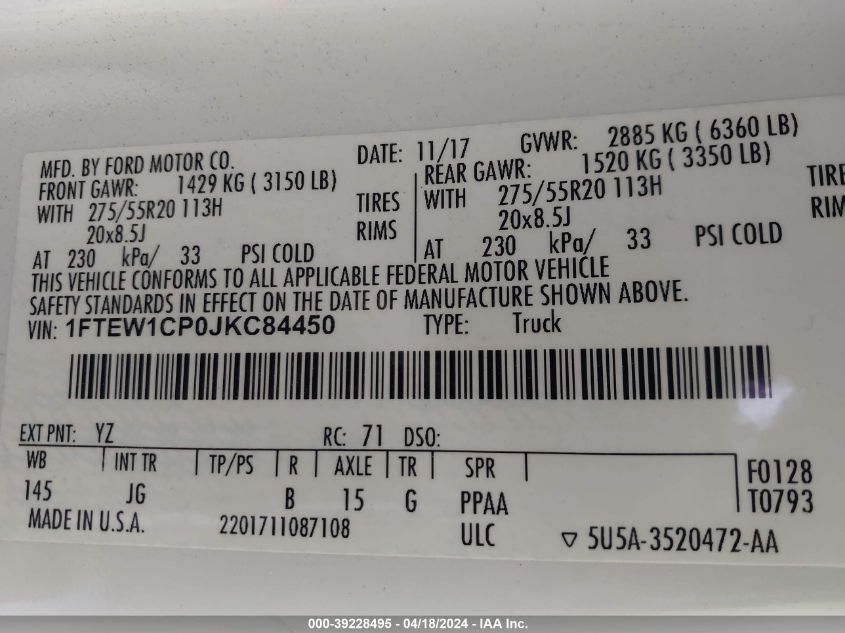 MFD. BY FORD MOTOR CO. DATE: 11/17 GVWR: 2885 KG ( 6360 LB)
FRONT GAWR: 1429 KG ( 3150 LB) REAR GAWR: 1520 KG ( 3350 LB)
WITH 275/55R20 113H TIRES WITH 275/55R20 113H TIRE
20x8.5J RIMS 20x8.5J RIM
AT 230 kPa/ 33 PSI COLD AT 230 kPa/ 33 PSI COLD
THIS VEHICLE CONFORMS TO ALL APPLICABLE FEDERAL MOTOR VEHICLE
SAFETY STANDARDS IN EFFECT ON THE DATE OF MANUFACTURE SHOWN ABOVE.
VIN: 1FTEW1CP0JKC84450 TYPE: Truck
EXT PNT: YZ RC: 71 DSO:
WB INT TR TP/PS R AXLE TR SPR F0128
145 JG B 15 G PPAA T0793
MADE IN U.S.A. 2201711087108 ULC ▽ 5U5A-3520472-AA
000-39228495 - 04/18/2024 - IAA Inc.